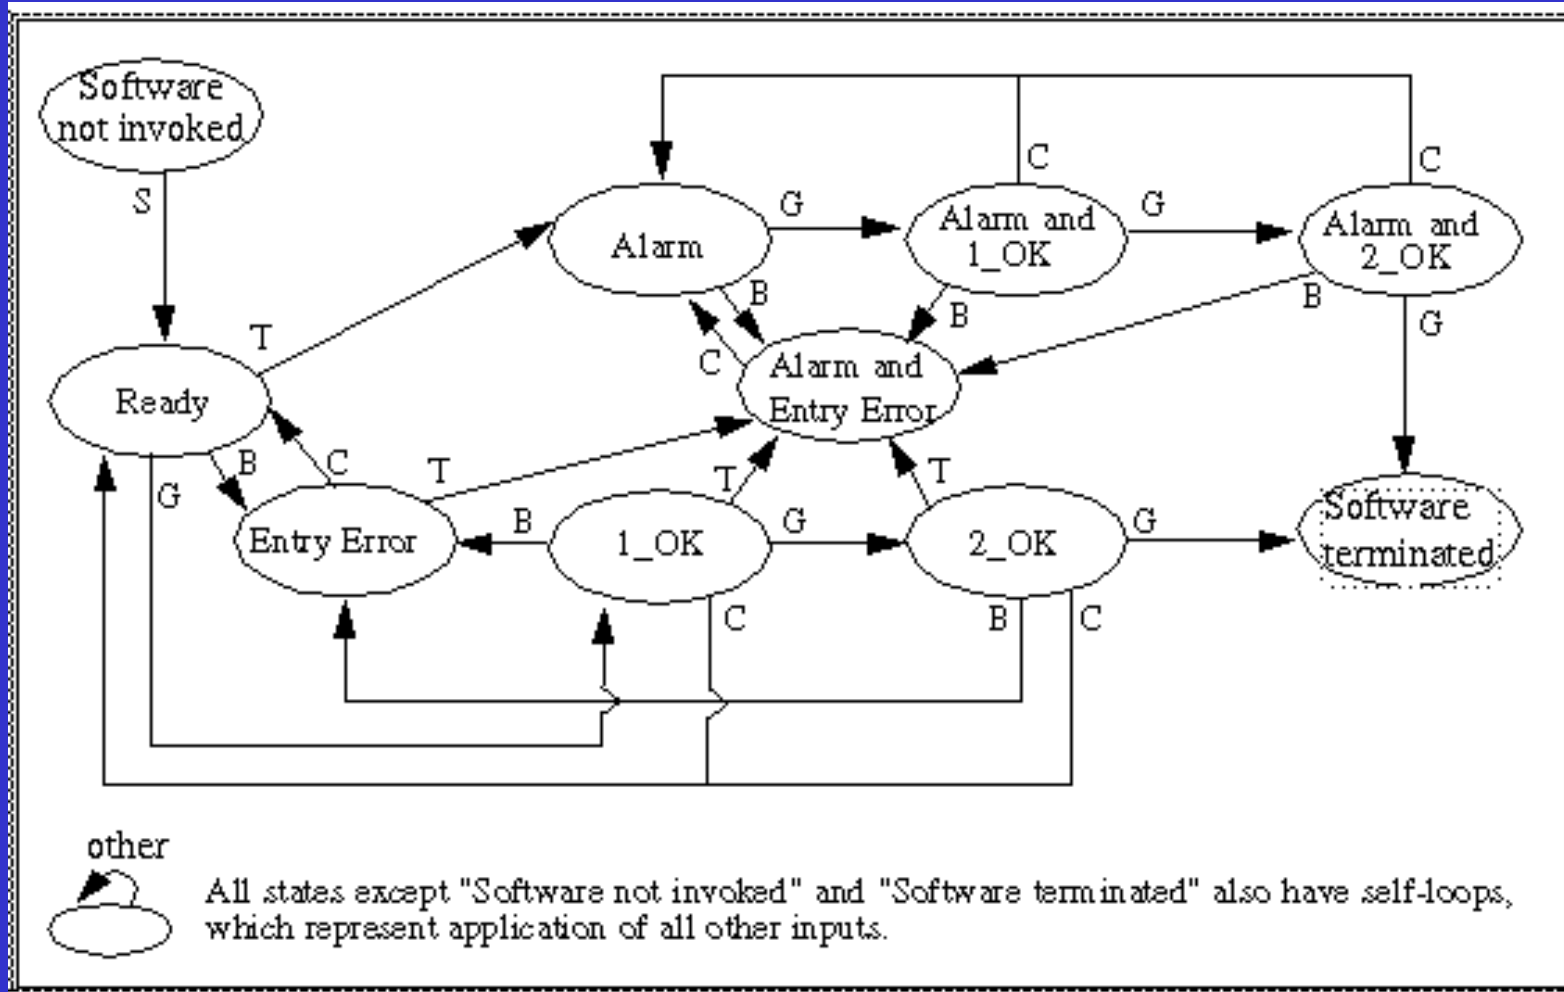 Software
not invoked
S
C
C
G
G
Alarm and
1_OK
Alarm and
2_OK
Alarm
B
B
B
G
T
C
Alarm and
Entry Error
Ready
B
C
T
T
T
G
Software
terminated
Entry Error
B
1_OK
G
2_OK
G
C
B
C
other
All states except "Software not invoked" and "Software terminated" also have self-loops,
which represent application of all other inputs.